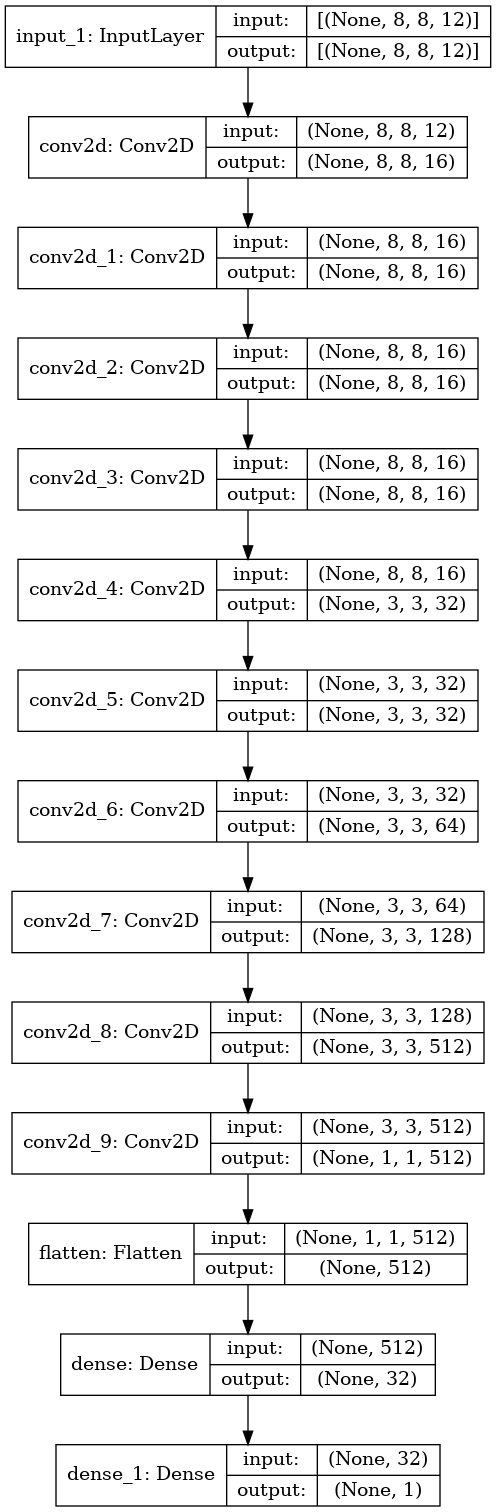 input_1: InputLayer
input: [(None, 8, 8, 12)]
output: [(None, 8, 8, 12)]
conv2d: Conv2D
input: (None, 8, 8, 12)
output: (None, 8, 8, 16)
conv2d_1: Conv2D
input: (None, 8, 8, 16)
output: (None, 8, 8, 16)
conv2d_2: Conv2D
input: (None, 8, 8, 16)
output: (None, 8, 8, 16)
conv2d_3: Conv2D
input: (None, 8, 8, 16)
output: (None, 8, 8, 16)
conv2d_4: Conv2D
input: (None, 8, 8, 16)
output: (None, 3, 3, 32)
conv2d_5: Conv2D
input: (None, 3, 3, 32)
output: (None, 3, 3, 32)
conv2d_6: Conv2D
input: (None, 3, 3, 32)
output: (None, 3, 3, 64)
conv2d_7: Conv2D
input: (None, 3, 3, 64)
output: (None, 3, 3, 128)
conv2d_8: Conv2D
input: (None, 3, 3, 128)
output: (None, 3, 3, 512)
conv2d_9: Conv2D
input: (None, 3, 3, 512)
output: (None, 1, 1, 512)
flatten: Flatten
input: (None, 1, 1, 512)
output: (None, 512)
dense: Dense
input: (None, 512)
output: (None, 32)
dense_1: Dense
input: (None, 32)
output: (None, 1)